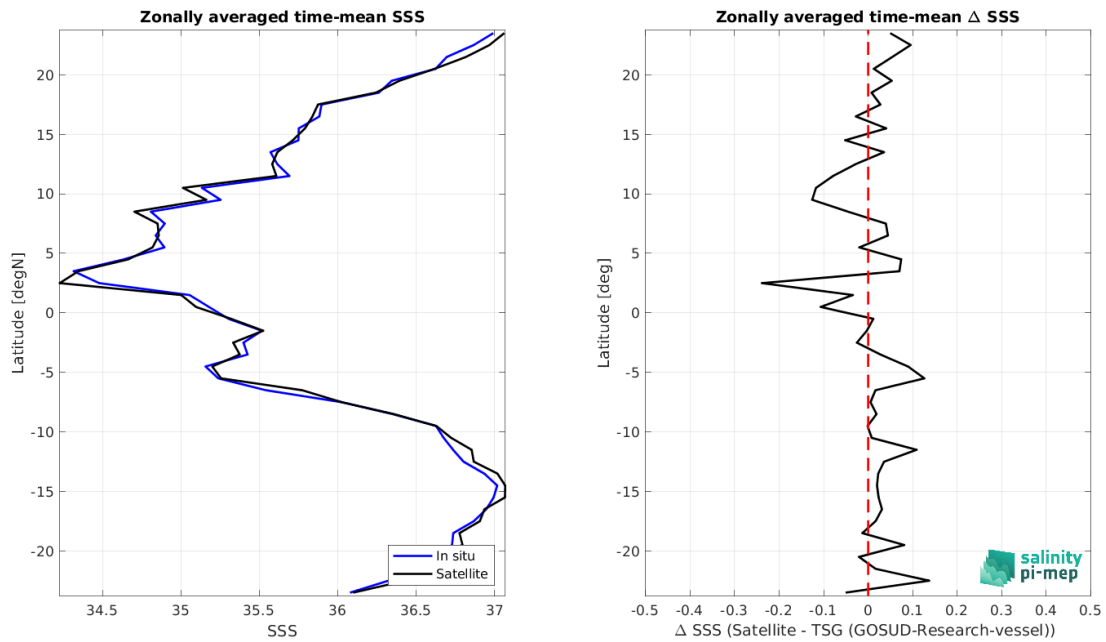 Zonally averaged time-mean SSS
20
15
10
5
0
-5
-10
-15
-20
Latitude [degN]
34.5 35 35.5 36 36.5 37
SSS
In situ
Satellite
Zonally averaged time-mean Δ SSS
20
15
10
5
0
-5
-10
-15
-20
Latitude [deg]
-0.5 -0.4 -0.3 -0.2 -0.1 0 0.1 0.2 0.3 0.4 0.5
Δ SSS (Satellite - TSG (GOSUD-Research-vessel))
salinity
pi-mep